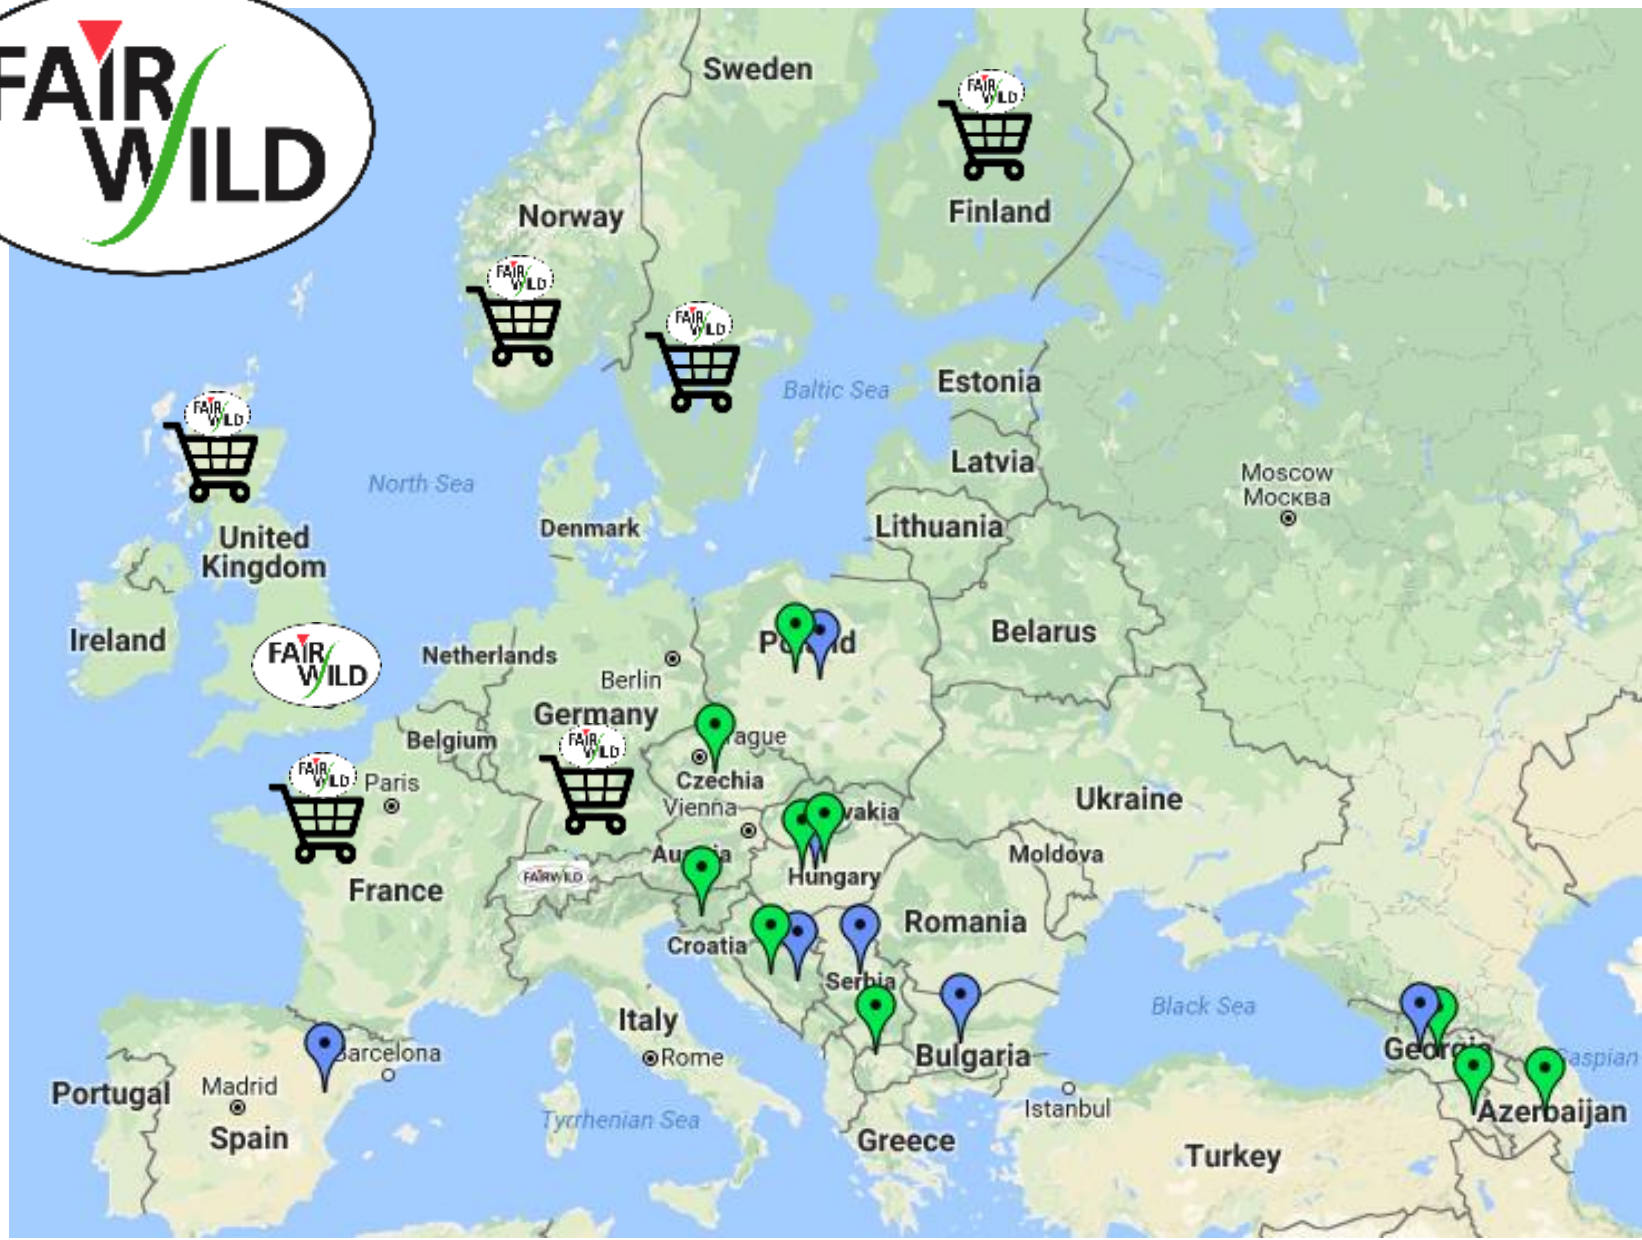 FAIR
WILD
Sweden
FAIR
WILD
Finland
Norway
FAIR
WILD
FAIR
WILD
Baltic Sea
Estonia
FAIR
WILD
North Sea
Latvia
Moscow
Москва
Denmark
Lithuania
United
Kingdom
Ireland
Belarus
Netherlands
FAIR
WILD
Berlin
Germany
Belgium
FAIR
WILD
Czechia
Paris
FAIR
WILD
Vienna
Ukraine
Moldova
FAIRWILD
Hungary
France
Romania
Croatia
Serbia
Black Sea
Italy
Rome
Barcelona
Bulgaria
Georgia
Madrid
Portugal
Spain
Tyrrhenian Sea
Istanbul
Azerbaijan
Greece
Turkey